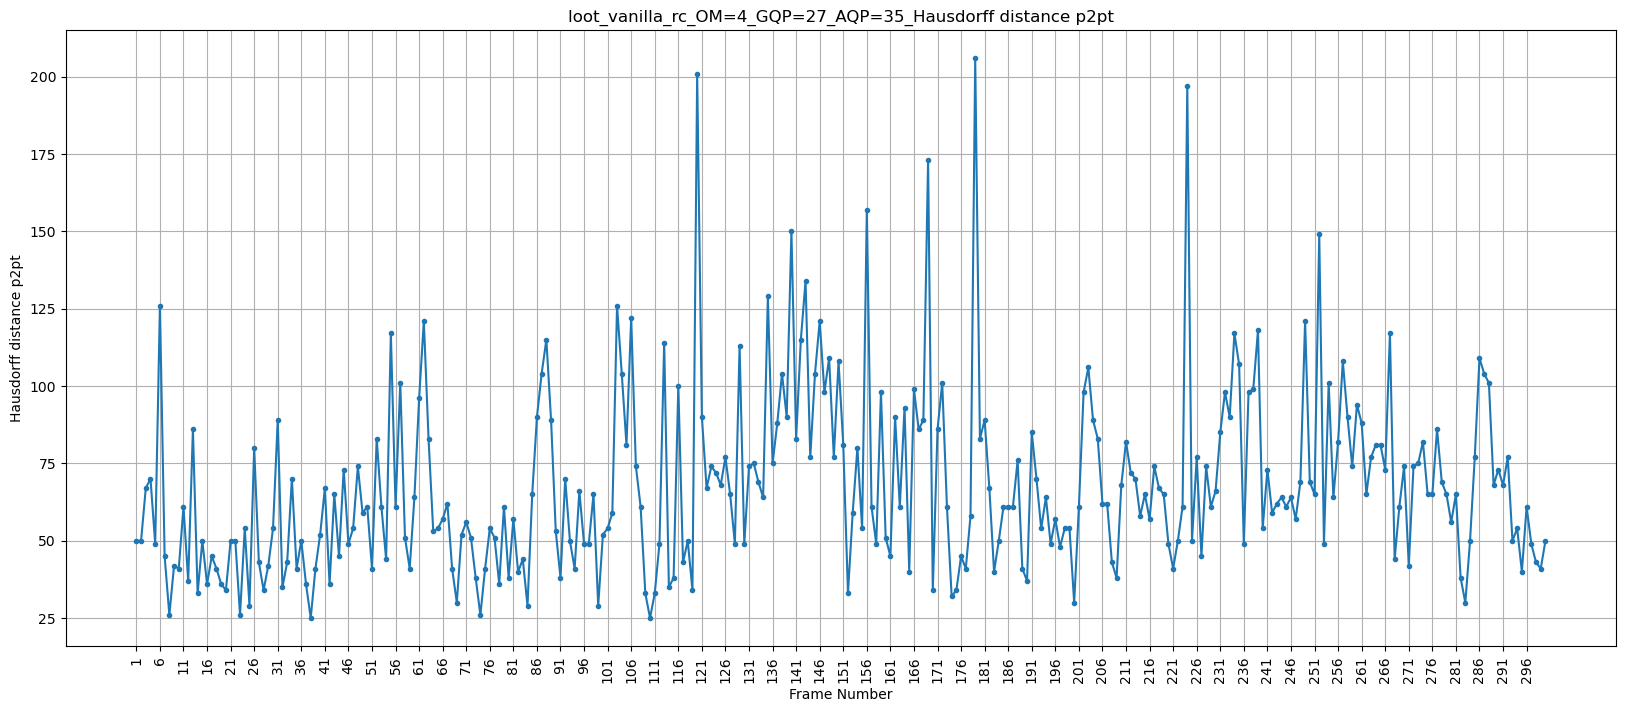 loot_vanilla_rc_OM=4_GQP=27_AQP=35_Hausdorff distance p2pt
Hausdorff distance p2pt
200
175
150
125
100
75
50
25
1 6 11 16 21 26 31 36 41 46 51 56 61 66 71 76 81 86 91 96 101 106 111 116 121 126 131 136 141 146 151 156 161 166 171 176 181 186 191 196 201 206 211 216 221 226 231 236 241 246 251 256 261 266 271 276 281 286 291 296
Frame Number